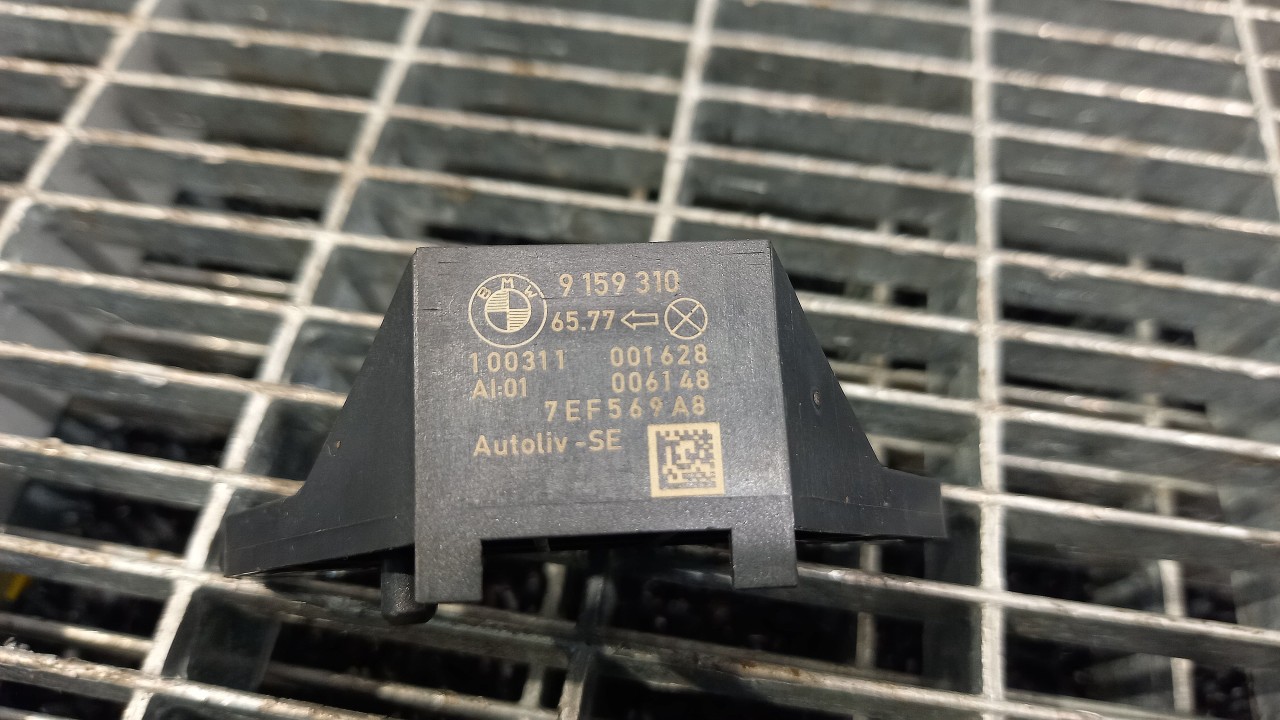 BMW
9 159 310
65.77
100311 001628
AI:01 006148
7EF569A8
Autoliv-SE